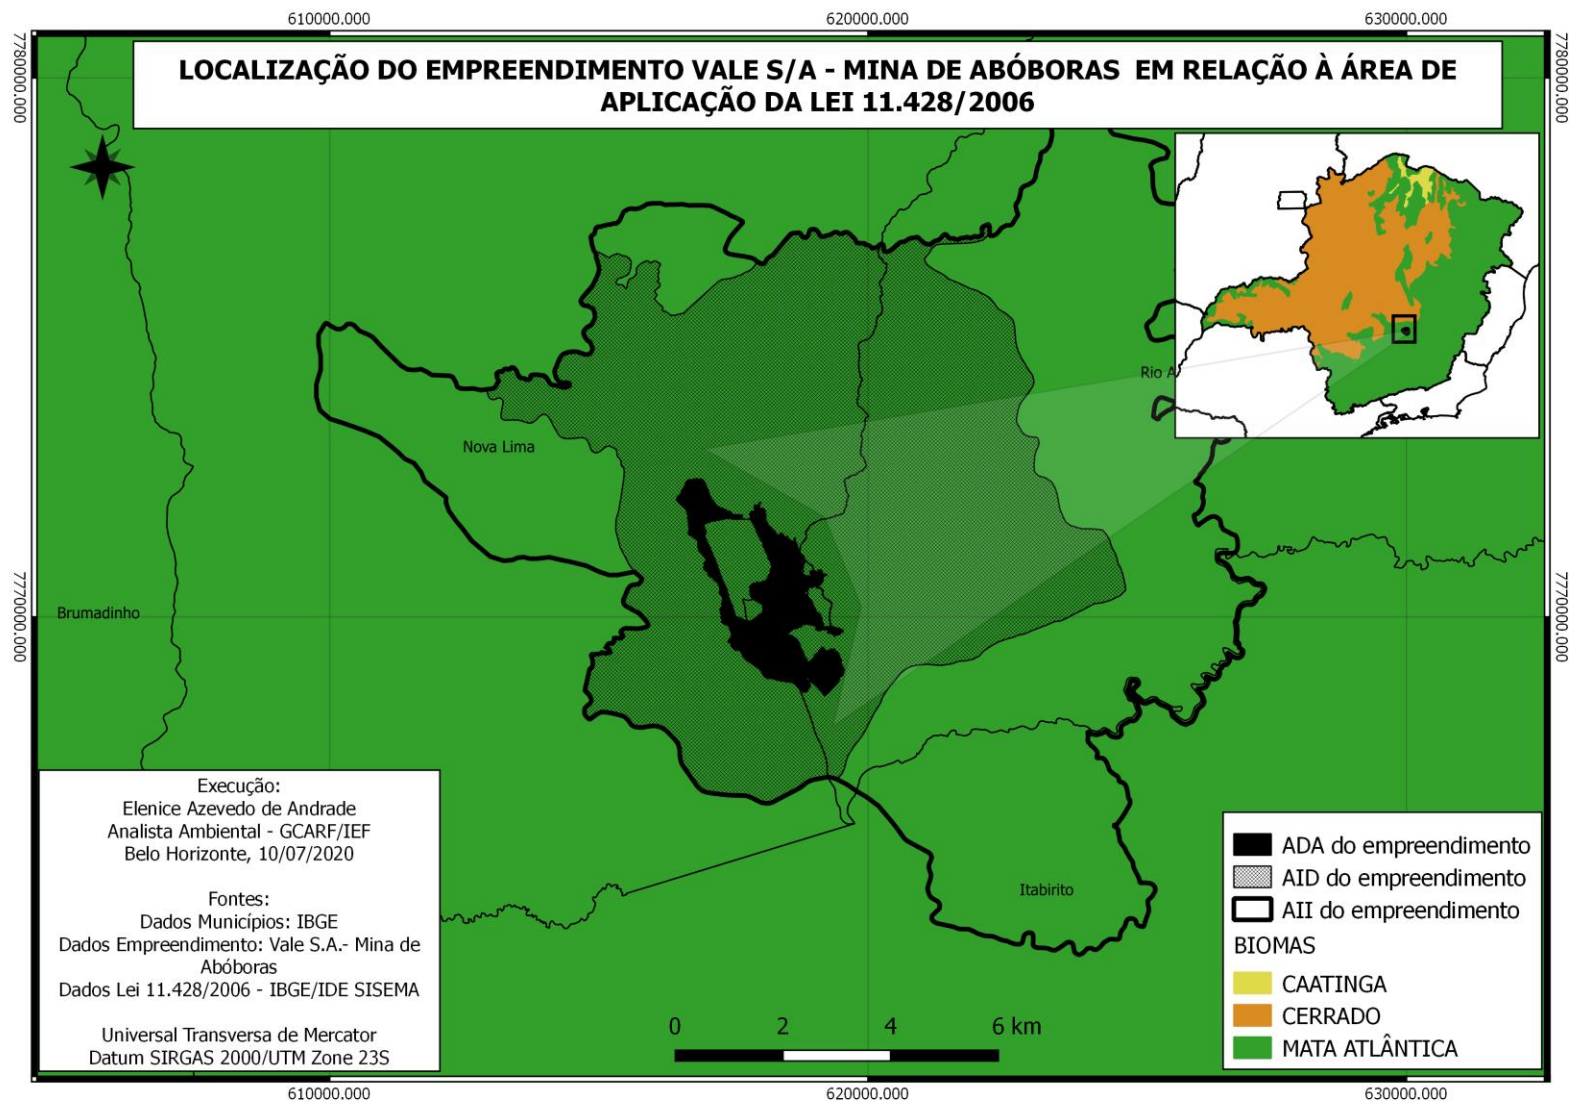 610000.000
620000.000
630000.000
7780000.000
7780000.000
LOCALIZAÇÃO DO EMPREENDIMENTO VALE S/A - MINA DE ABÓBORAS EM RELAÇÃO À ÁREA DE
APLICAÇÃO DA LEI 11.428/2006
Rio A
Nova Lima
7770000.000
7770000.000
Brumadinho
Itabirito
Execução:
Elenice Azevedo de Andrade
Analista Ambiental - GCARF/IEF
Belo Horizonte, 10/07/2020
Fontes:
Dados Municípios: IBGE
Dados Empreendimento: Vale S.A.- Mina de
Abóboras
Dados Lei 11.428/2006 - IBGE/IDE SISEMA
Universal Transversa de Mercator
Datum SIRGAS 2000/UTM Zone 23S
0 2 4 6 km
ADA do empreendimento
AID do empreendimento
AII do empreendimento
BIOMAS
CAATINGA
CERRADO
MATA ATLÂNTICA
610000.000
620000.000
630000.000